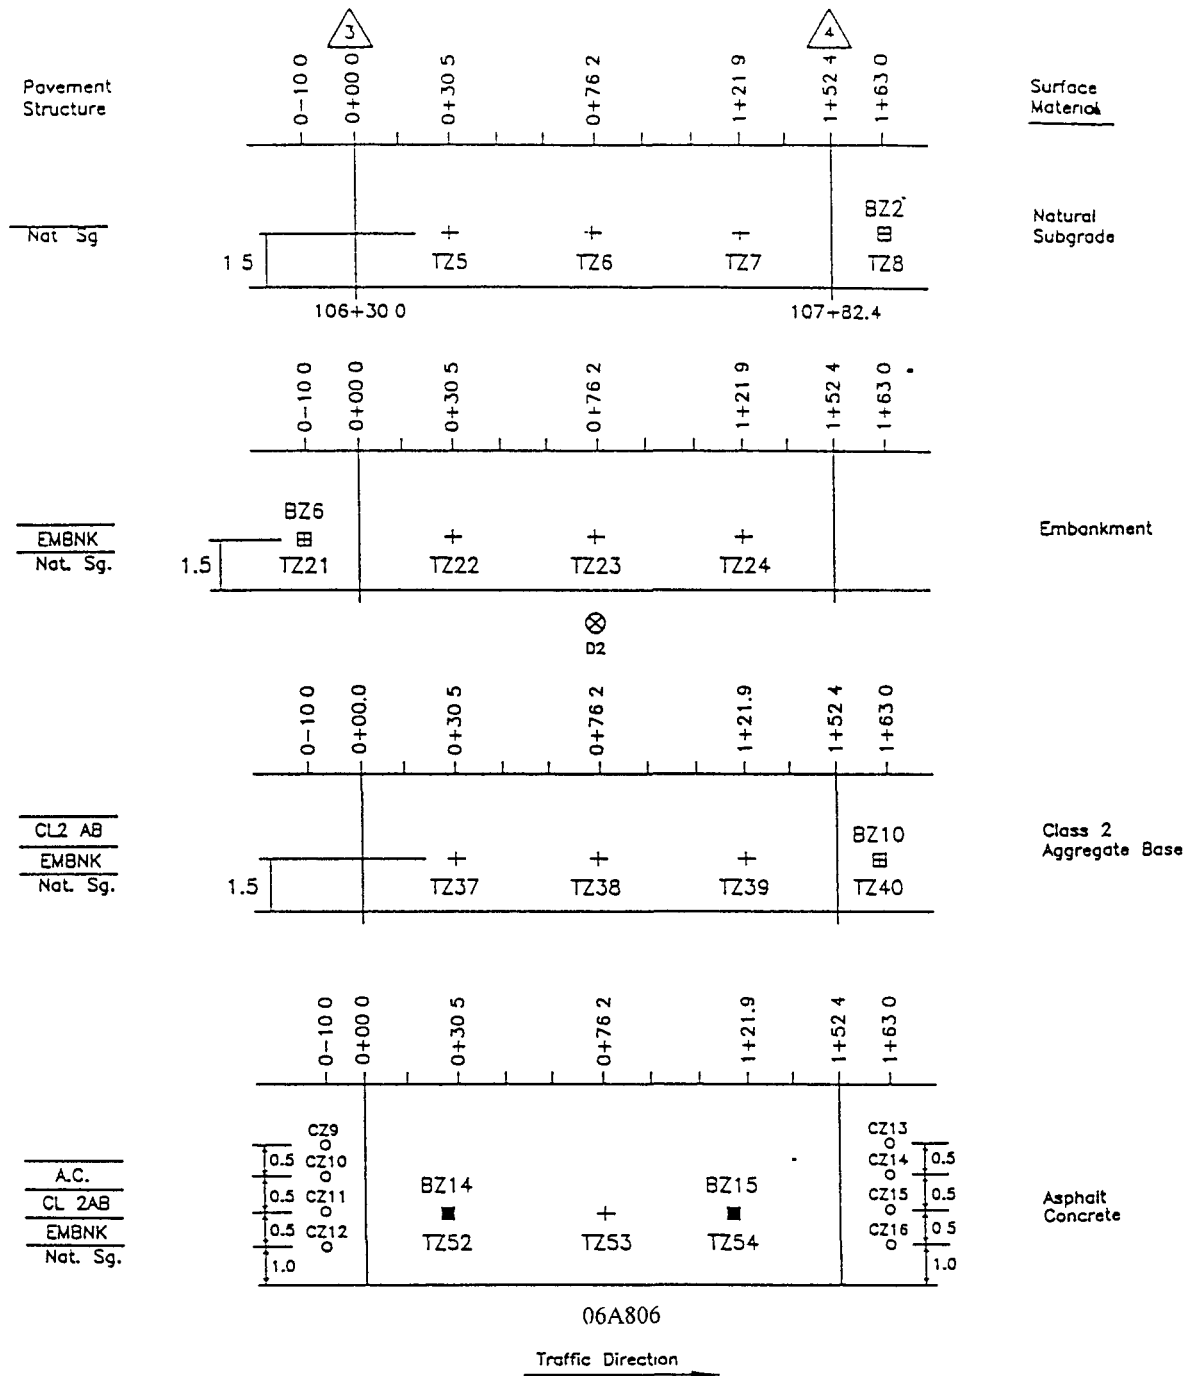 3
4
Pavement
Structure
0-10 0
0+00 0
0+30 5
0+76 2
1+21 9
1+52 4
1+63 0
Surface
Material
Nat Sg
1 5
TZ5
TZ6
TZ7
BZ2
TZ8
Natural
Subgrade
106+30 0
107+82.4
0-10 0
0+00 0
0+30 5
0+76 2
1+21 9
1+52 4
1+63 0
EMBNK
Nat. Sg.
1.5
BZ6
TZ21
TZ22
TZ23
TZ24
Embankment
D2
0-10 0
0+00.0
0+30 5
0+76 2
1+21.9
1+52 4
1+63 0
CL2 AB
EMBNK
Nat. Sg.
1.5
TZ37
TZ38
TZ39
BZ10
TZ40
Class 2
Aggregate Base
0-10 0
0+00 0
0+30 5
0+76 2
1+21.9
1+52 4
1+63 0
A.C.
CL 2AB
EMBNK
Nat. Sg.
0.5
0.5
0.5
1.0
CZ9
CZ10
CZ11
CZ12
BZ14
TZ52
TZ53
BZ15
TZ54
CZ13
CZ14
CZ15
CZ16
0.5
0.5
0 5
1.0
Asphalt
Concrete
06A806
Traffic Direction